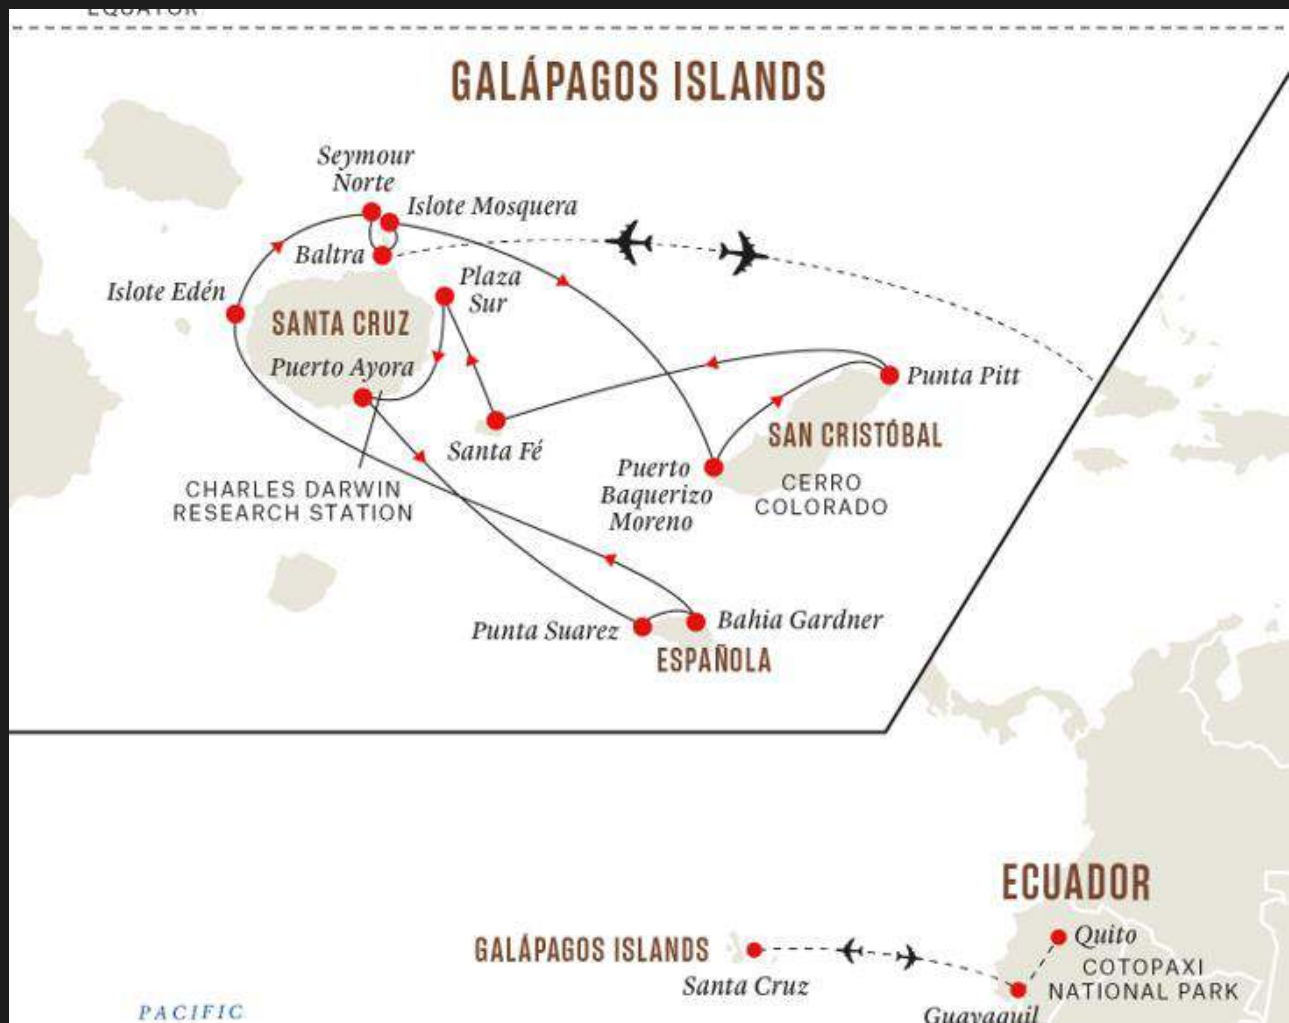 EQUATOR
GALÁPAGOS ISLANDS
Seymour
Norte
Islote Mosquera
Baltra
Plaza
Sur
Islote Edén
SANTA CRUZ
Puerto Ayora
Punta Pitt
SAN CRISTÓBAL
Santa Fé
Puerto
Baquerizo
Moreno
CERRO
COLORADO
CHARLES DARWIN
RESEARCH STATION
Punta Suarez
Bahia Gardner
ESPAÑOLA
ECUADOR
Quito
GALÁPAGOS ISLANDS
COTOPAXI
NATIONAL PARK
Santa Cruz
Guayaquil
PACIFIC